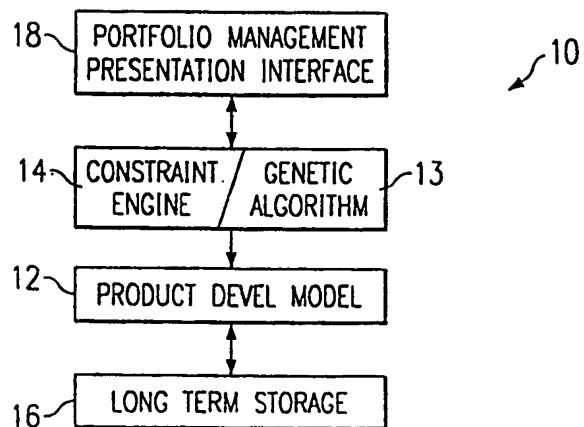 18 PORTFOLIO MANAGEMENT
PRESENTATION INTERFACE
10
14 CONSTRAINT
ENGINE
GENETIC
ALGORITHM
13
12 PRODUCT DEVEL MODEL
16 LONG TERM STORAGE